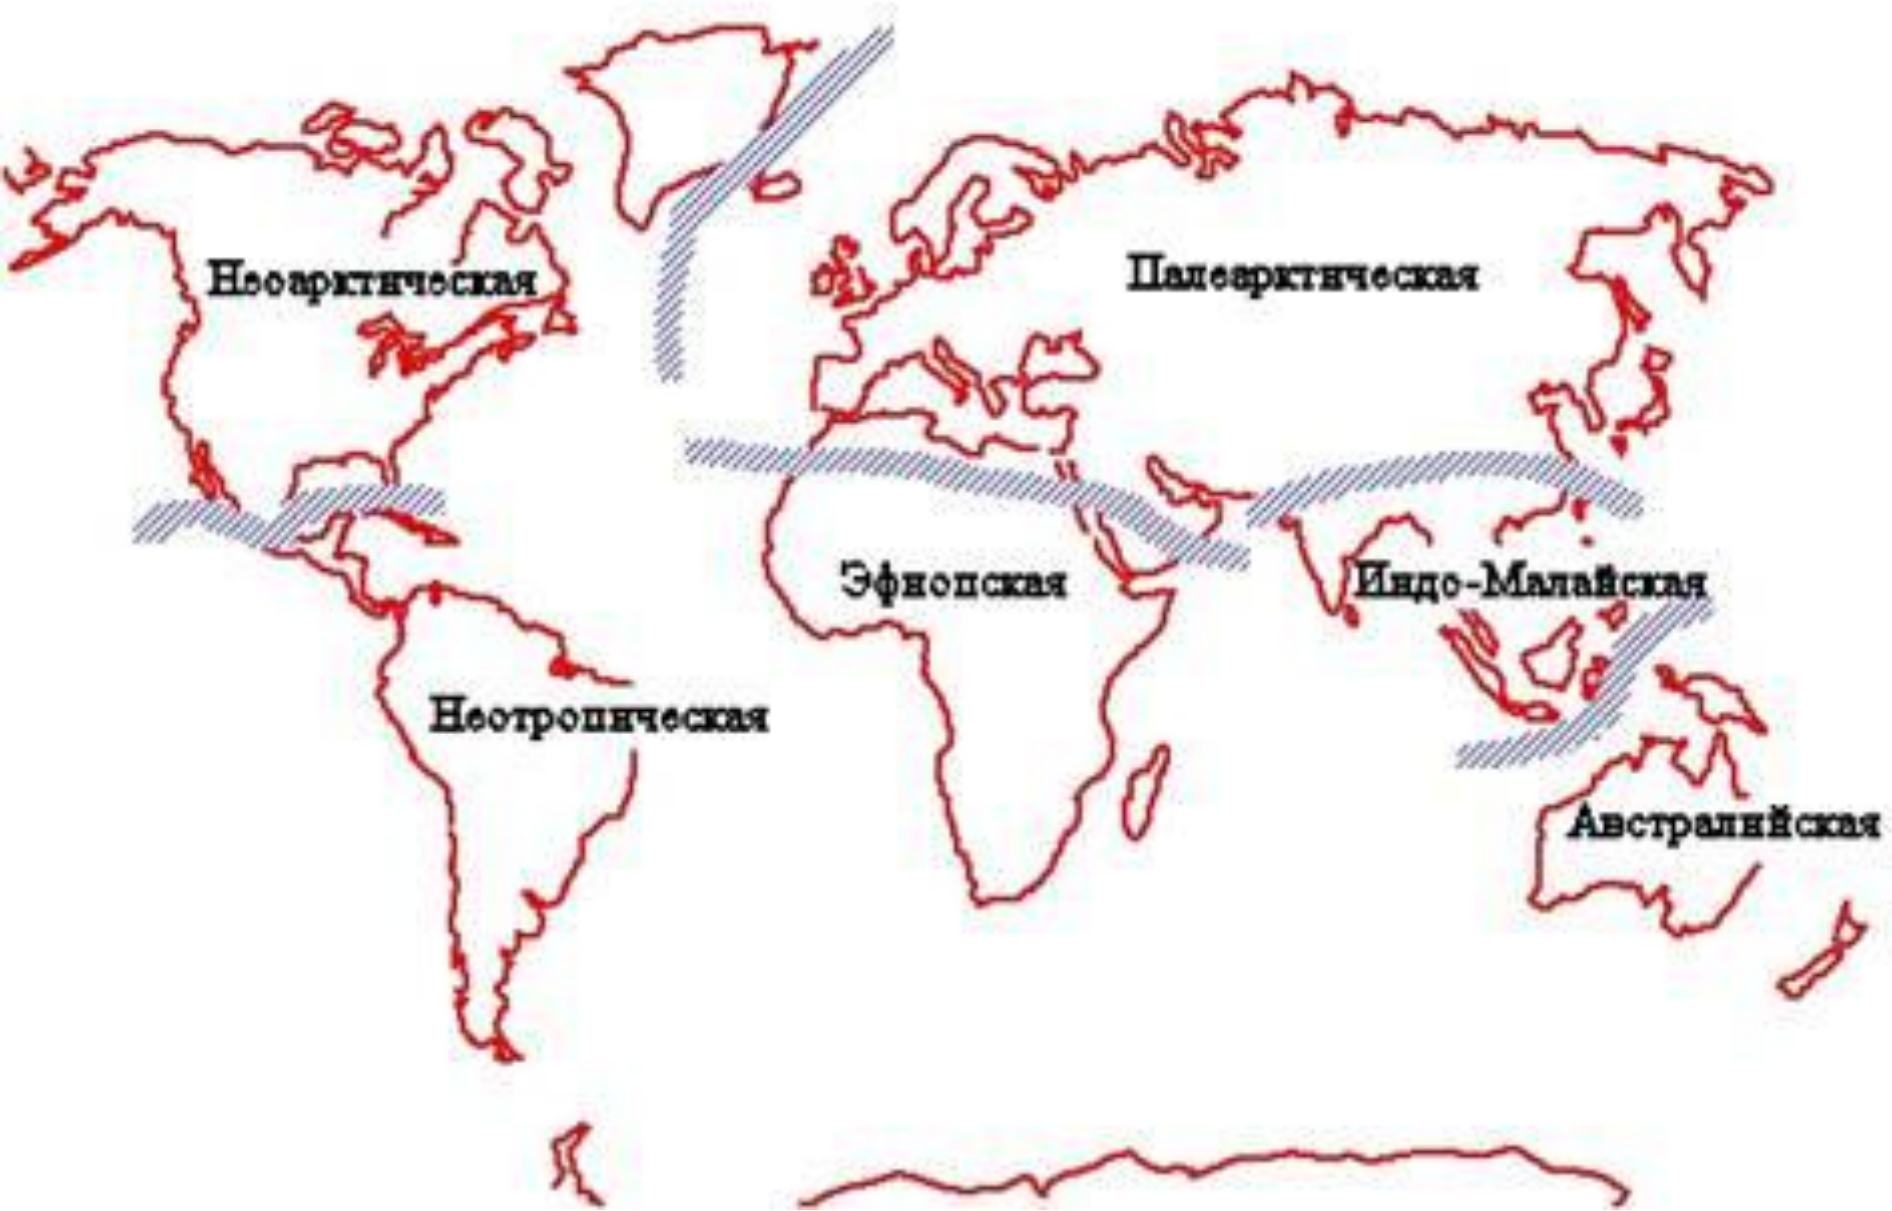 Неоарктическая
Палеарктическая
Эфиопская
Индо-Малайская
Неотропическая
Австралийская